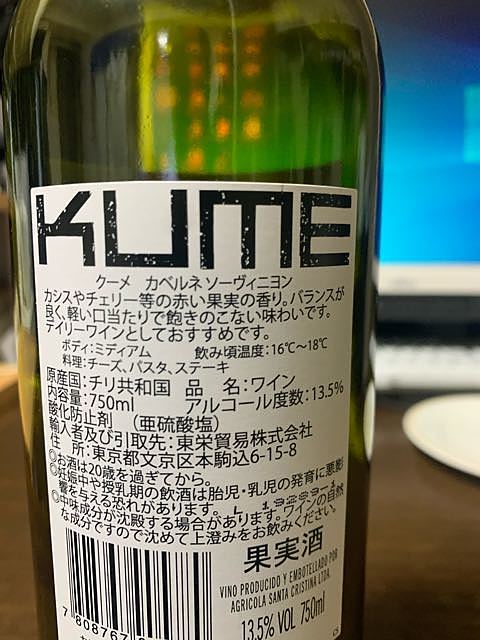 KUME
クーメ カベルネ ソーヴィニヨン
カシスやチェリー等の赤い果実の香り。バランスが
良く、軽い口当たりで飽きのこない味わいです。
デイリーワインとしておすすめです。
ボディ:ミディアム 飲み頃温度:16℃～18℃
料理:チーズ、パスタ、ステーキ
原産国:チリ共和国 品 名:ワイン
内容量:750ml アルコール度数:13.5%
酸化防止剤 (亜硫酸塩)
輸入者及び引取先:東栄貿易株式会社
住 所:東京都文京区本駒込6-15-8
◎お酒は20歳を過ぎてから。
◎妊娠中や授乳期の飲酒は胎児・乳児の発育に悪影
響を与える恐れがあります。
◎中味成分が沈殿する場合があります。ワインの自然
な成分ですので沈めて上澄みをお飲みください。
果実酒
VINO PRODUCIDO Y EMBOTELLADO POR
AGRICOLA SANTA CRISTINA LTDA.
13.5% VOL 750ml
7 808767